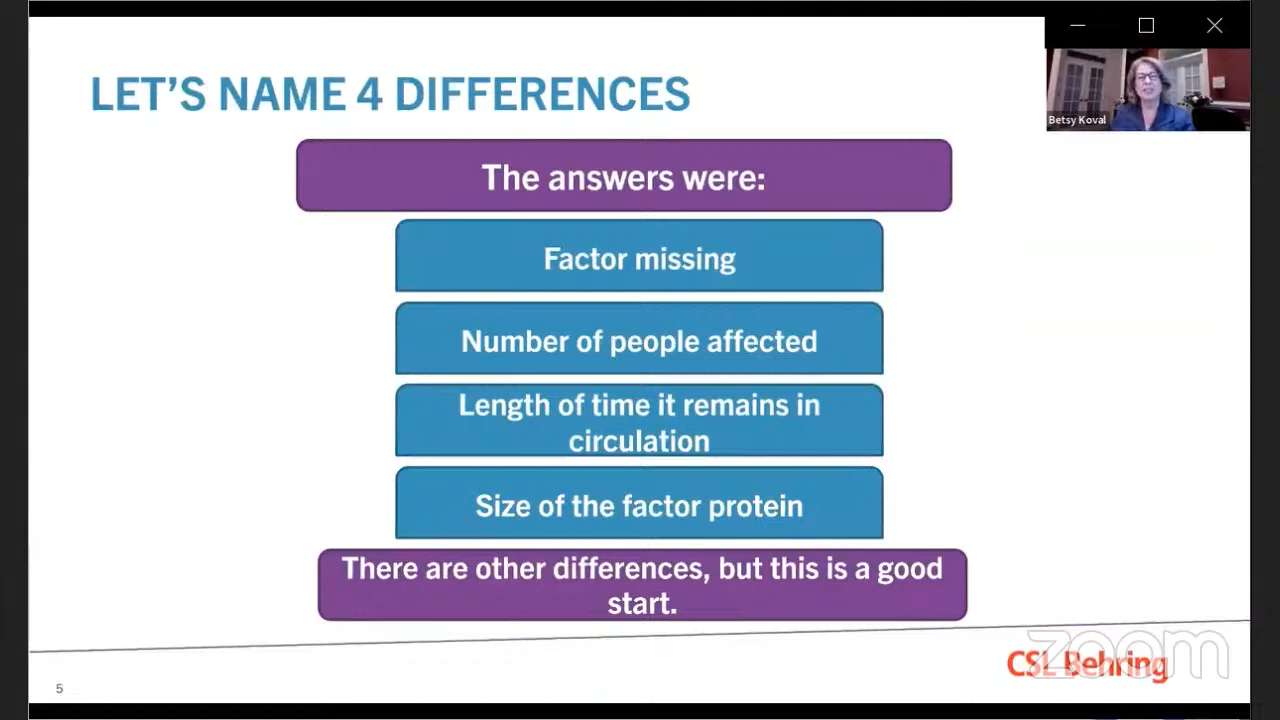 Betsy Koval
LET'S NAME 4 DIFFERENCES
The answers were:
Factor missing
Number of people affected
Length of time it remains in
circulation
Size of the factor protein
There are other differences, but this is a good
start.
CSL Behring
zoom
5